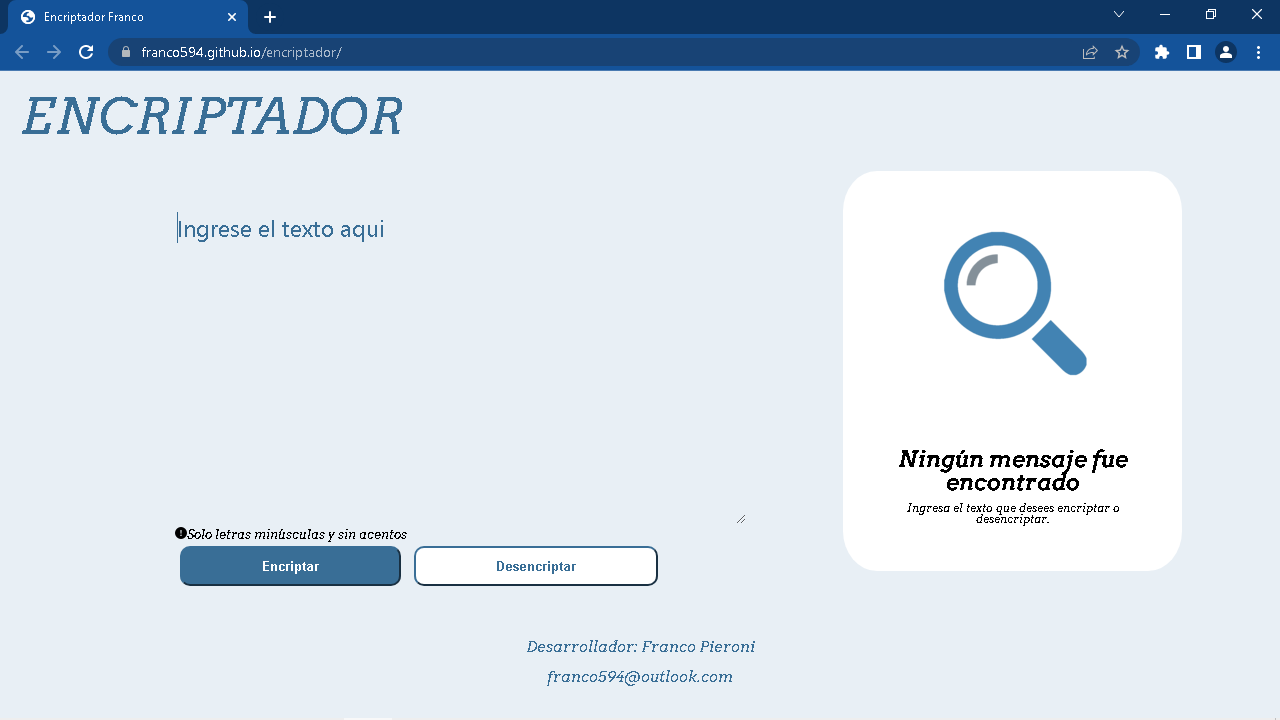 Encriptador Franco
franco594.github.io/encriptador/
ENCRIPTADOR
Ingrese el texto aqui
Solo letras minúsculas y sin acentos
Encriptar
Desencriptar
Ningún mensaje fue
encontrado
Ingresa el texto que desees encriptar o
desencriptar.
Desarrollador: Franco Pieroni
franco594@outlook.com